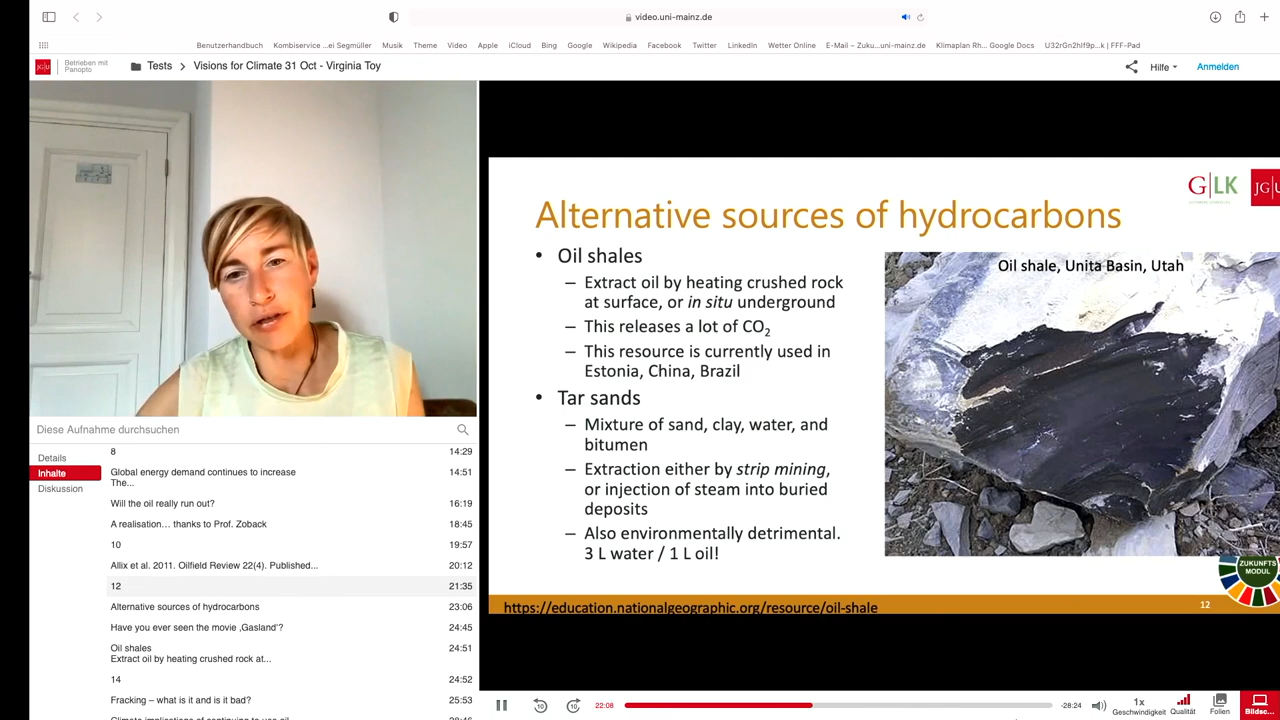 video.uni-mainz.de
Benutzerhandbuch Kombiservice ...ei Segmüller Musik Theme Video Apple iCloud Bing Google Wikipedia Facebook Twitter LinkedIn Wetter Online E-Mail – Zuku...uni-mainz.de Klimaplan Rh... Google Docs U32rGn2hlf9p...k | FFF-Pad
JG|U
Betrieben mit
Panopto
Tests > Visions for Climate 31 Oct - Virginia Toy
Hilfe
Anmelden
Diese Aufnahme durchsuchen
Details
Inhalte
Diskussion
8 14:29
Global energy demand continues to increase 14:51
The...
Will the oil really run out? 16:19
A realisation... thanks to Prof. Zoback 18:45
10 19:57
Allix et al. 2011. Oilfield Review 22(4). Published... 20:12
12 21:35
Alternative sources of hydrocarbons 23:06
Have you ever seen the movie ‚Gasland'? 24:45
Oil shales 24:51
Extract oil by heating crushed rock at...
14 24:52
Fracking – what is it and is it bad? 25:53
G|LK
JG|U
Alternative sources of hydrocarbons
• Oil shales
– Extract oil by heating crushed rock
at surface, or in situ underground
– This releases a lot of CO₂
– This resource is currently used in
Estonia, China, Brazil
• Tar sands
– Mixture of sand, clay, water, and
bitumen
– Extraction either by strip mining,
or injection of steam into buried
deposits
– Also environmentally detrimental.
3 L water / 1 L oil!
Oil shale, Unita Basin, Utah
ZUKUNFTS
MODUL
https://education.nationalgeographic.org/resource/oil-shale
12
10
10
22:08
-28:24
1x
Geschwindigkeit
Qualität
Folien
Bildsc...